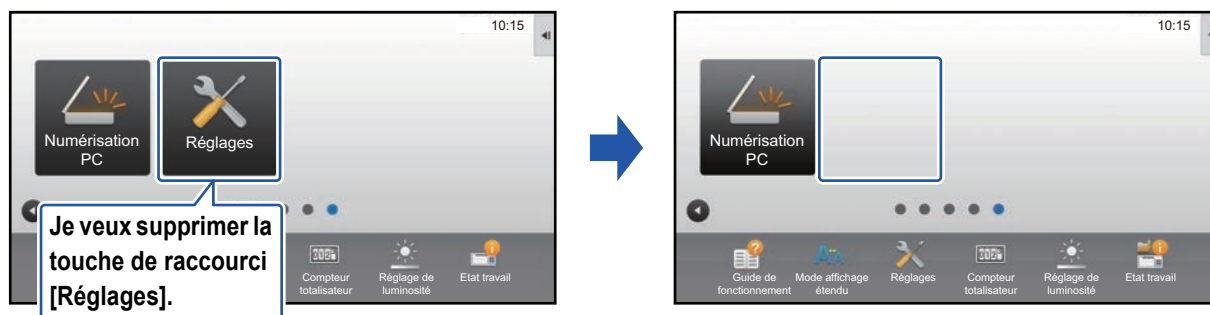 10:15
Numérisation
PC
Réglages
Je veux supprimer la
touche de raccourci
[Réglages].
Compteur
totalisateur
Réglage de
luminosité
Etat travail
10:15
Numérisation
PC
Guide de
fonctionnement
Mode affichage
étendu
Réglages
Compteur
totalisateur
Réglage de
luminosité
Etat travail